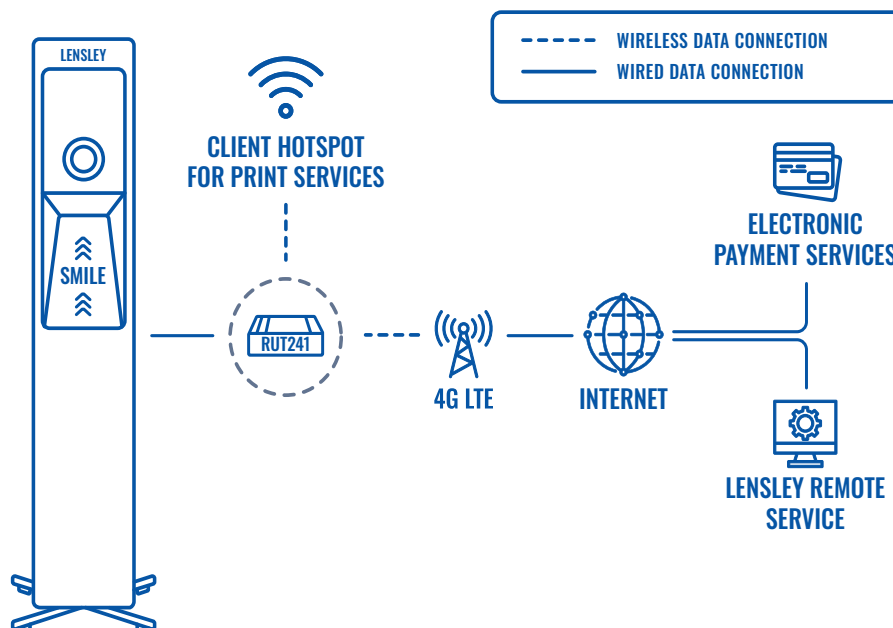 LENSLEY
SMILE
CLIENT HOTSPOT
FOR PRINT SERVICES
RUT241
4G LTE
INTERNET
WIRELESS DATA CONNECTION
WIRED DATA CONNECTION
ELECTRONIC
PAYMENT SERVICES
LENSLEY REMOTE
SERVICE